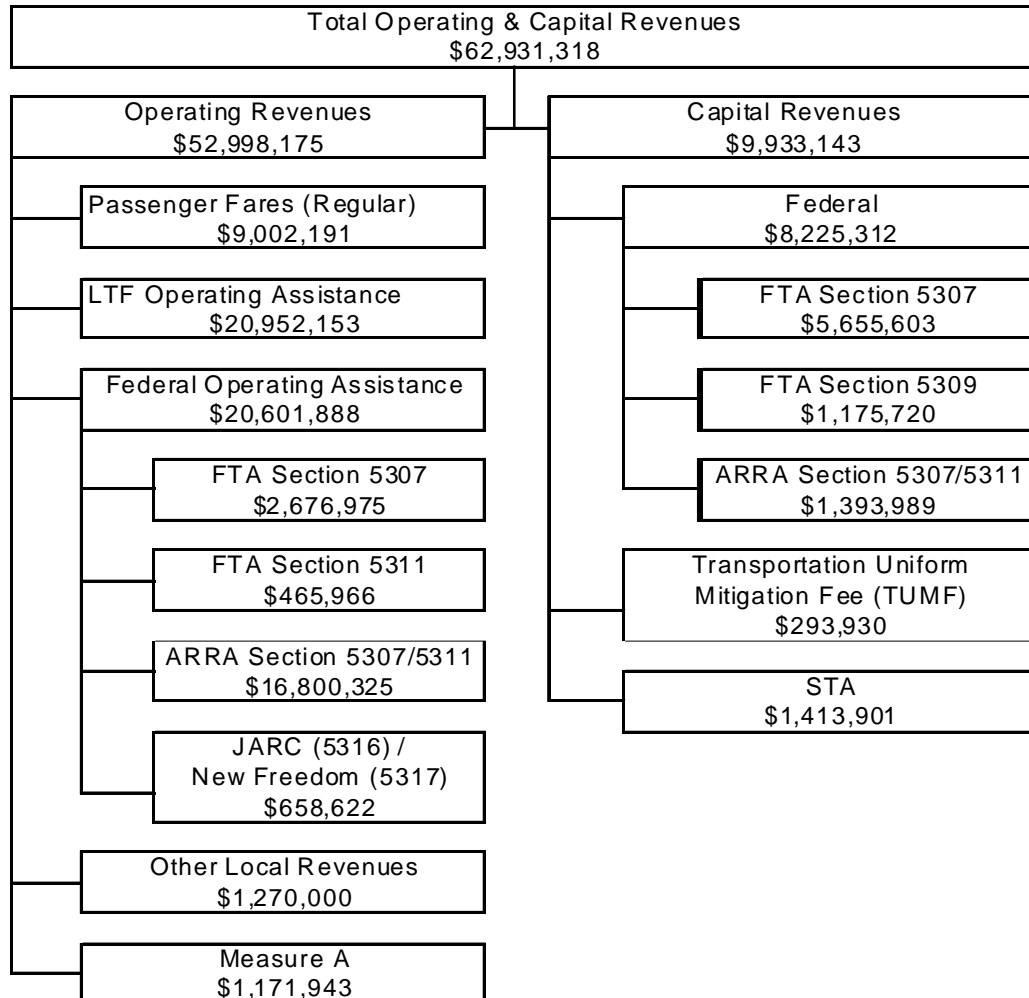 Total Operating & Capital Revenues
$62,931,318
Operating Revenues
$52,998,175
Passenger Fares (Regular)
$9,002,191
LTF Operating Assistance
$20,952,153
Federal Operating Assistance
$20,601,888
FTA Section 5307
$2,676,975
FTA Section 5311
$465,966
ARRA Section 5307/5311
$16,800,325
JARC (5316) /
New Freedom (5317)
$658,622
Other Local Revenues
$1,270,000
Measure A
$1,171,943
Capital Revenues
$9,933,143
Federal
$8,225,312
FTA Section 5307
$5,655,603
FTA Section 5309
$1,175,720
ARRA Section 5307/5311
$1,393,989
Transportation Uniform
Mitigation Fee (TUMF)
$293,930
STA
$1,413,901